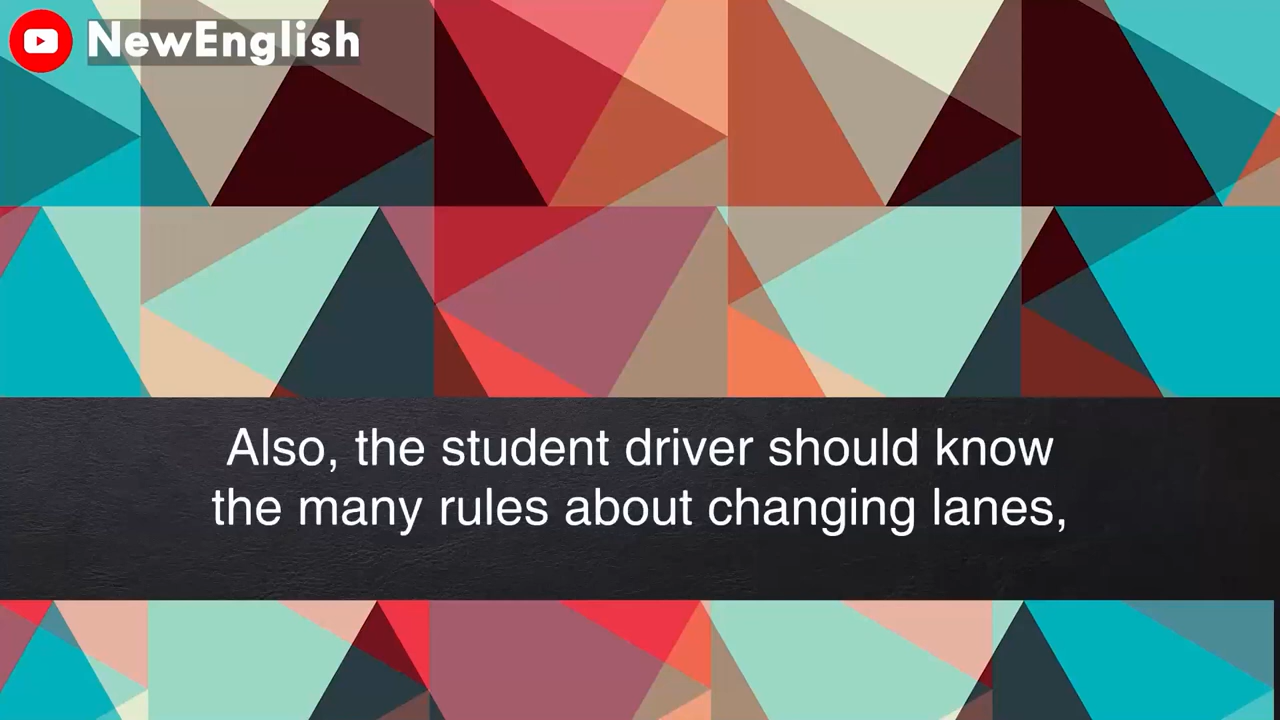 NewEnglish
Also, the student driver should know
the many rules about changing lanes,